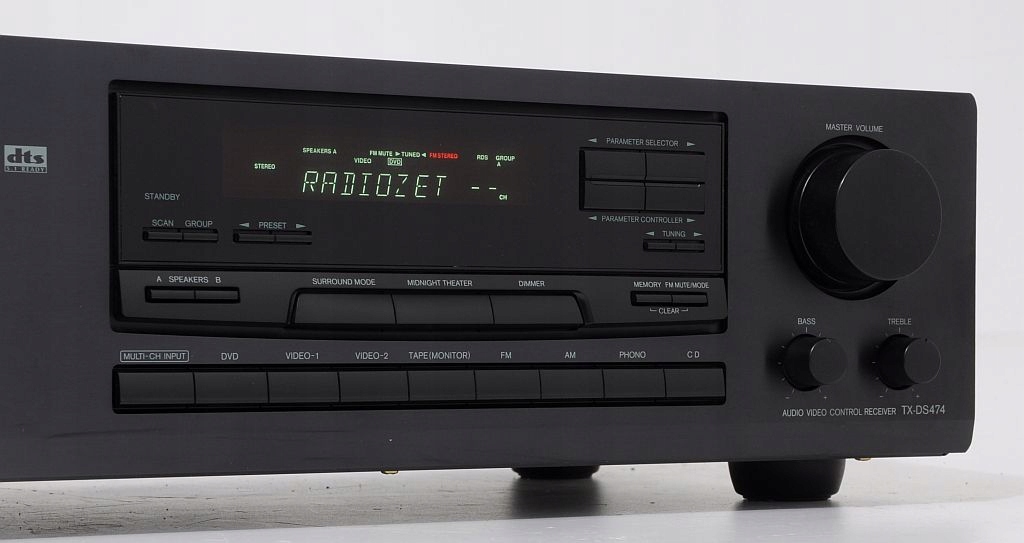 dts
5.1 READY
SPEAKERS A
FM MUTE ►TUNED◄ FM STEREO
RDS GROUP
A
STEREO
VIDEO DVD
RADIOZET --CH
STANDBY
SCAN GROUP
◄ PRESET ►
◄ PARAMETER SELECTOR ►
◄ PARAMETER CONTROLLER ►
◄ TUNING ►
MASTER VOLUME
A SPEAKERS B
SURROUND MODE
MIDNIGHT THEATER
DIMMER
MEMORY FM MUTE/MODE
CLEAR
MULTI-CH INPUT
DVD
VIDEO-1
VIDEO-2
TAPE(MONITOR)
FM
AM
PHONO
CD
BASS
- +
TREBLE
- +
AUDIO VIDEO CONTROL RECEIVER TX-DS474